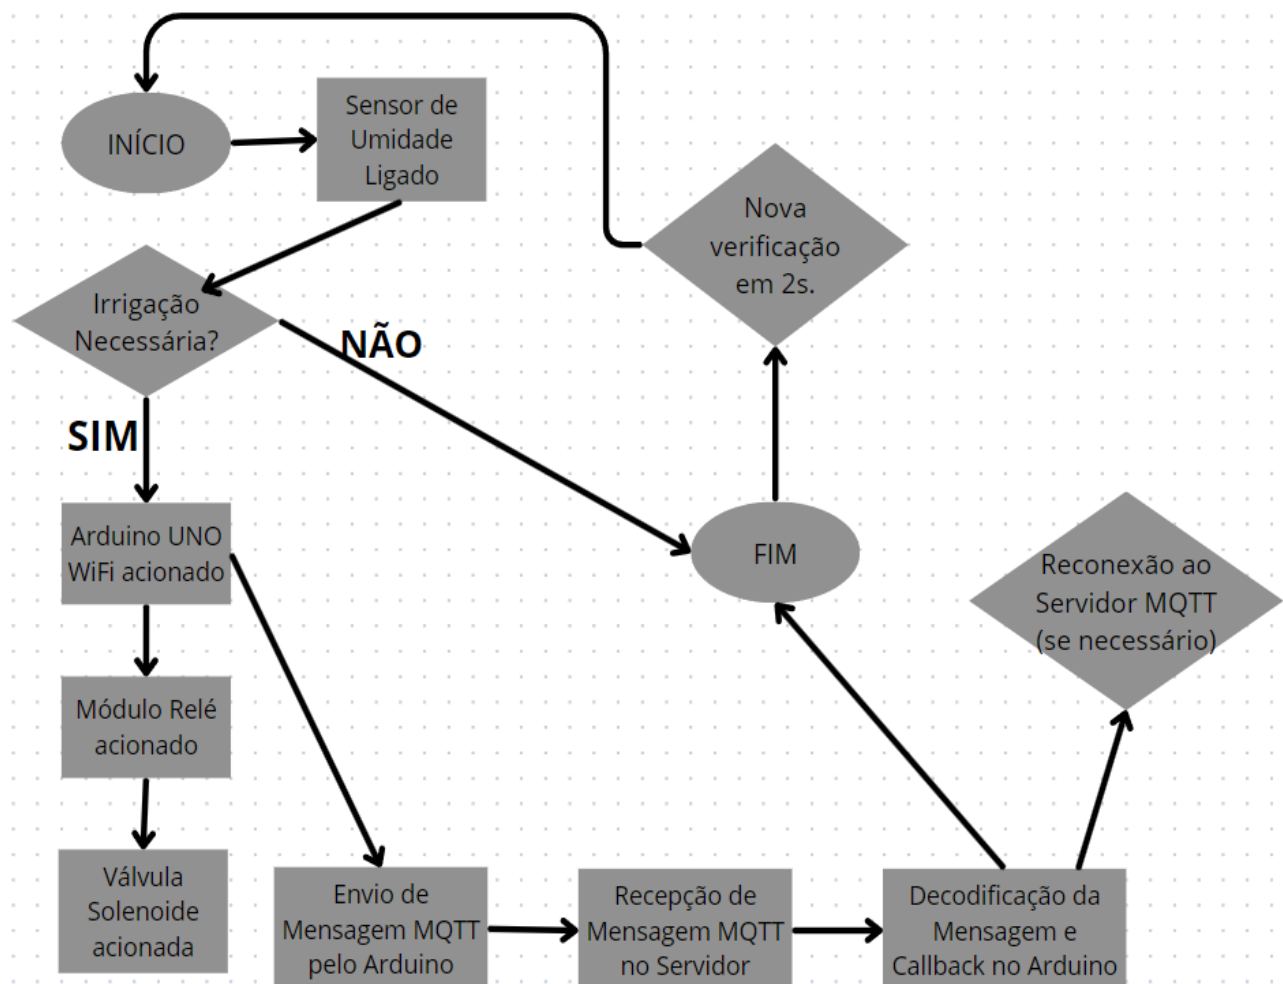 INÍCIO
Sensor de
Umidade
Ligado
Nova
verificação
em 2s.
Irrigação
Necessária?
NÃO
SIM
Arduino UNO
WiFi acionado
FIM
Reconexão ao
Servidor MQTT
(se necessário)
Módulo Relé
acionado
Válvula
Solenoide
acionada
Envio de
Mensagem MQTT
pelo Arduino
Recepção de
Mensagem MQTT
no Servidor
Decodificação da
Mensagem e
Callback no Arduino